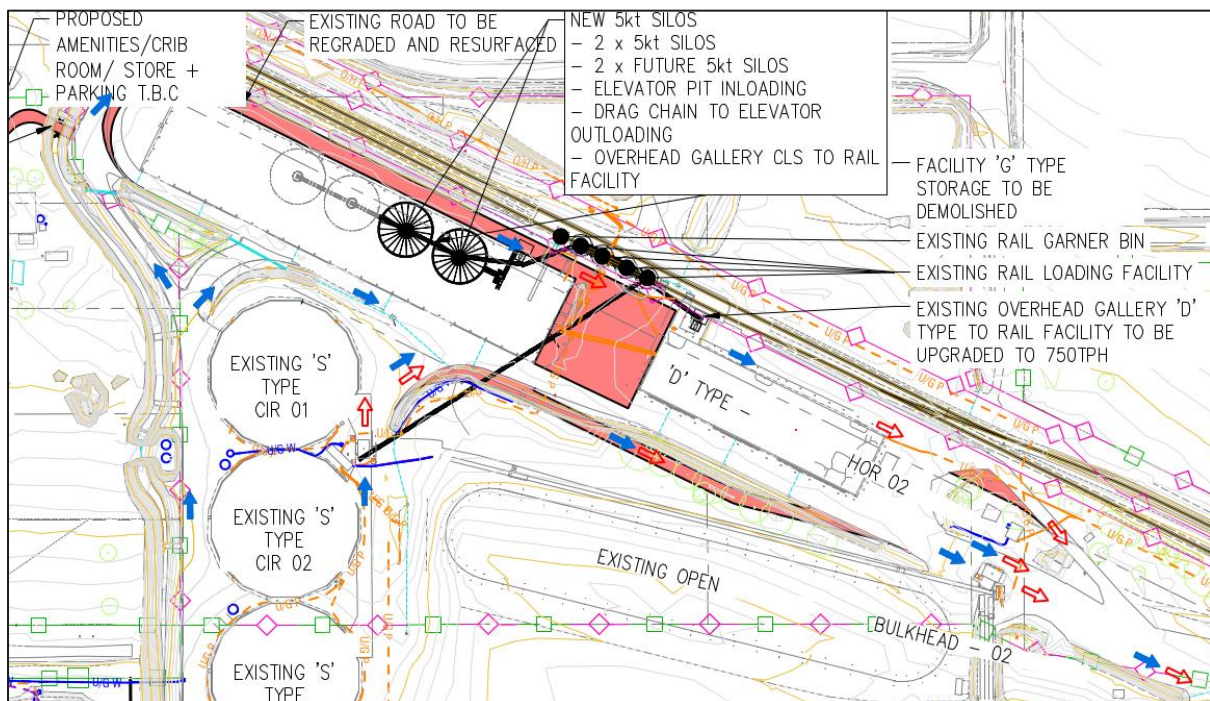 PROPOSED
AMENITIES/CRIB
ROOM/ STORE +
PARKING T.B.C
EXISTING ROAD TO BE
REGRADED AND RESURFACED
NEW 5kt SILOS
– 2 x 5kt SILOS
– 2 x FUTURE 5kt SILOS
– ELEVATOR PIT INLOADING
– DRAG CHAIN TO ELEVATOR
OUTLOADING
– OVERHEAD GALLERY CLS TO RAIL
FACILITY
FACILITY 'G' TYPE
STORAGE TO BE
DEMOLISHED
EXISTING RAIL GARNER BIN
EXISTING RAIL LOADING FACILITY
EXISTING OVERHEAD GALLERY 'D'
TYPE TO RAIL FACILITY TO BE
UPGRADED TO 750TPH
O/H P
O/H P
O/H P
U/G P
U/G P
U/G P
U/G P
EXISTING 'S'
TYPE
CIR 01
U/G W
'D' TYPE –
HOR 02
EXISTING 'S'
TYPE
CIR 02
EXISTING OPEN
BULKHEAD – 02
U/G P
U/G P
U/G P
EXISTING 'S'
TYPE
U/G W